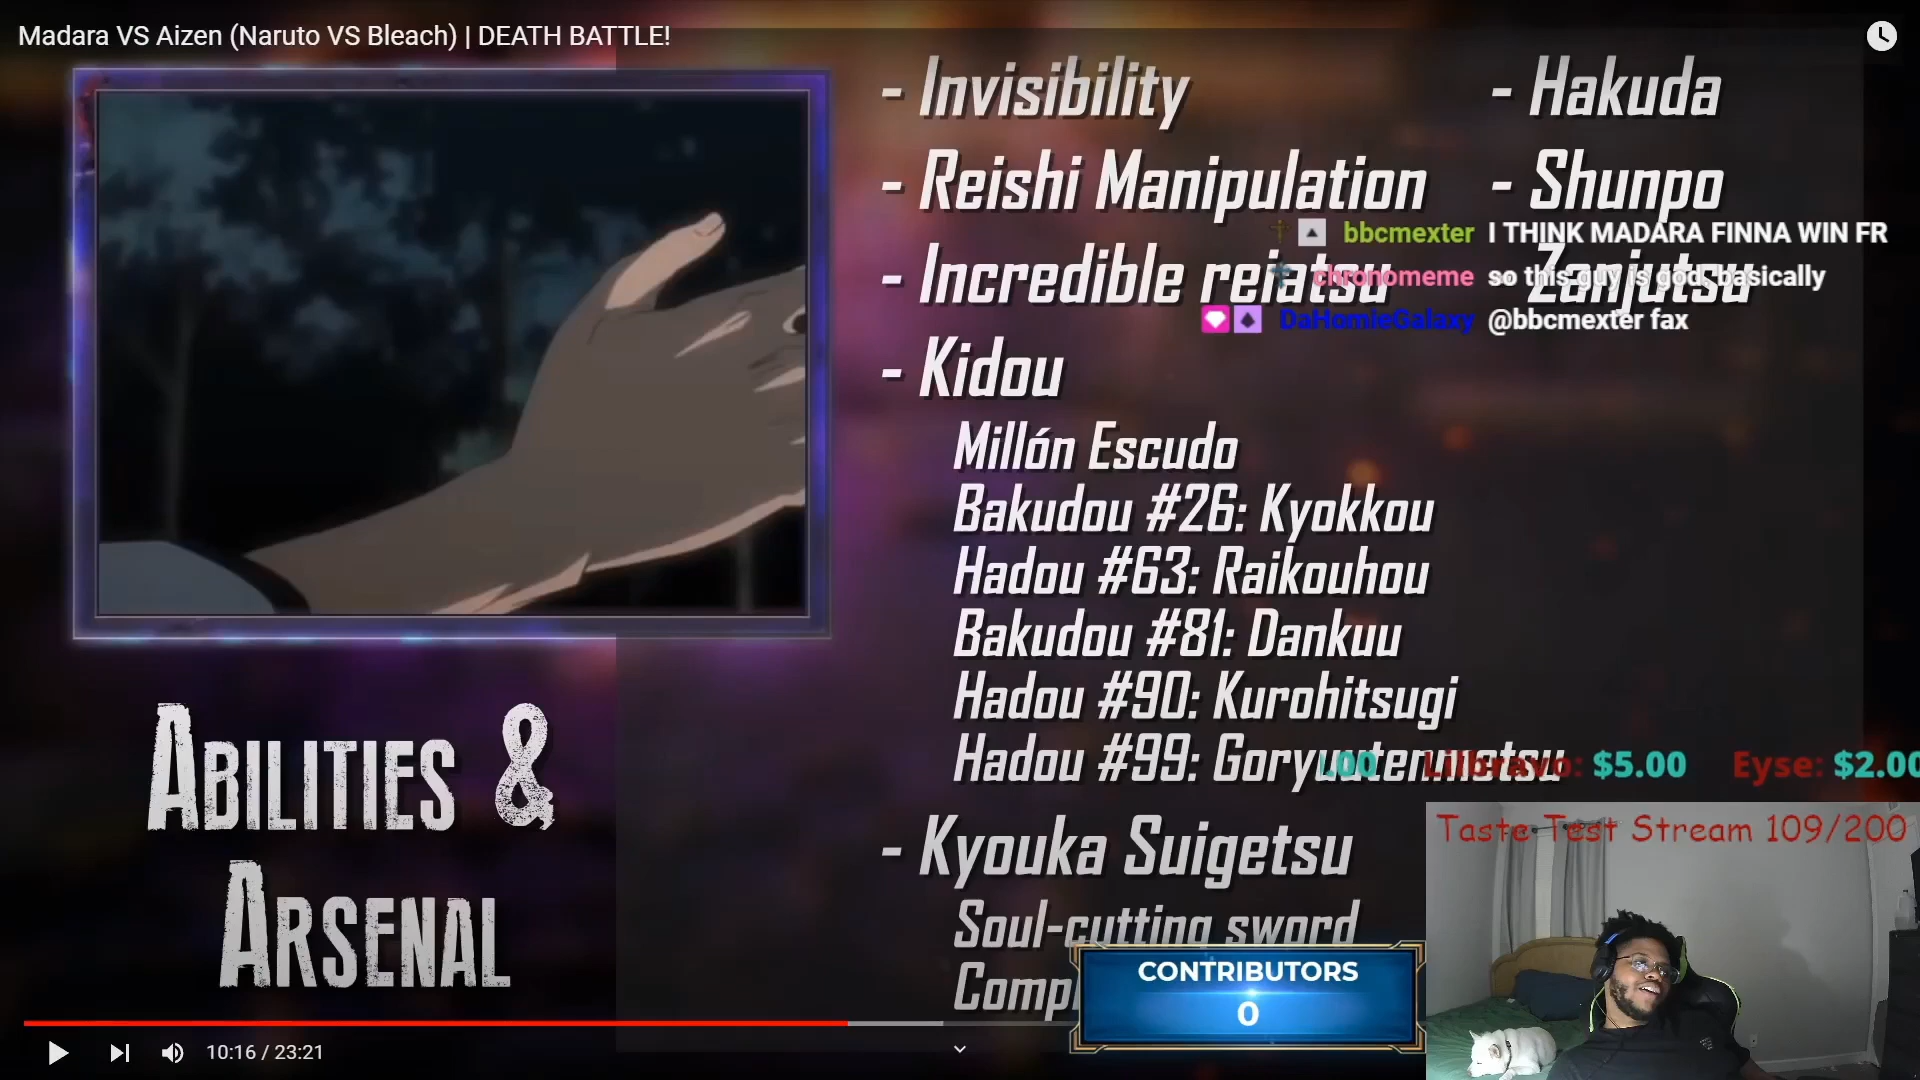 Madara VS Aizen (Naruto VS Bleach) | DEATH BATTLE!
- Invisibility
- Reishi Manipulation
- Incredible reiatsu
- Kidou
Millón Escudo
Bakudou #26: Kyokkou
Hadou #63: Raikouhou
Bakudou #81: Dankuu
Hadou #90: Kurohitsugi
Hadou #99:
- Kyouka Suigetsu
Soul-cutting sword
- Hakuda
- Shunpo
Zanjutsu
bbcmexter I THINK MADARA FINNA WIN FR
chronomeme so this guy is god, basically
DaHomieGalaxy @bbcmexter fax
ABILITIES &
ARSENAL
.00 Lilbravo: $5.00 Eyse: $2.00
Taste Test Stream 109/200
CONTRIBUTORS
0
10:16 / 23:21